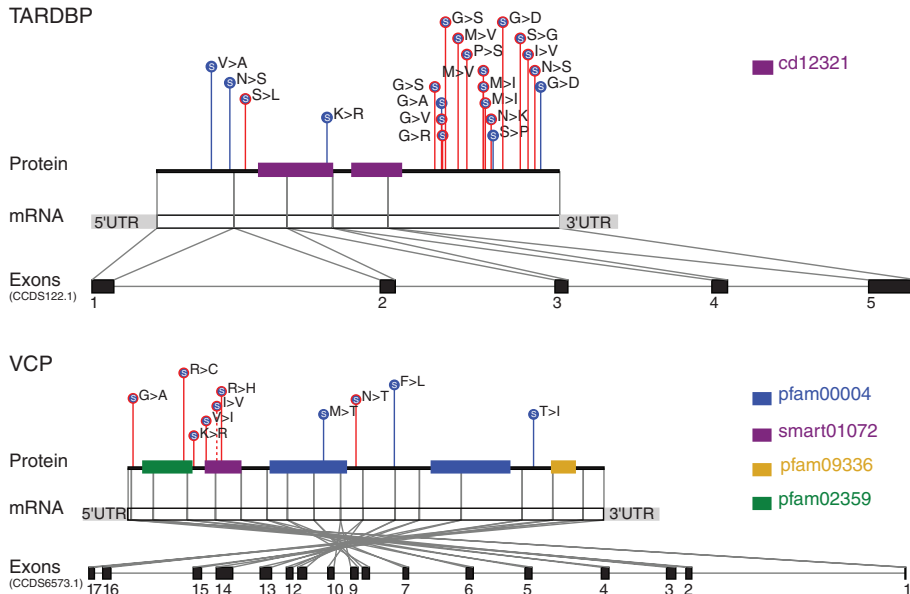 TARDBP
G>S
G>D
M>V
S>G
P>S
I>V
V>A
M>V
N>S
N>S
G>S
M>I
G>D
S>L
G>A
M>I
K>R
G>V
N>K
G>R
S>P
cd12321
Protein
mRNA
5'UTR
3'UTR
Exons
(CCDS122.1)
1
2
3
4
5
VCP
R>C
F>L
G>A
R>H
N>T
I>V
M>T
T>I
V>I
K>R
pfam00004
smart01072
pfam09336
pfam02359
Protein
mRNA
5'UTR
3'UTR
Exons
(CCDS6573.1)
17 16 15 14 13 12 10 9 7 6 5 4 3 2 1
S S S S S S S S S S S S S S S S S S S S S
S S S S S S S S S S